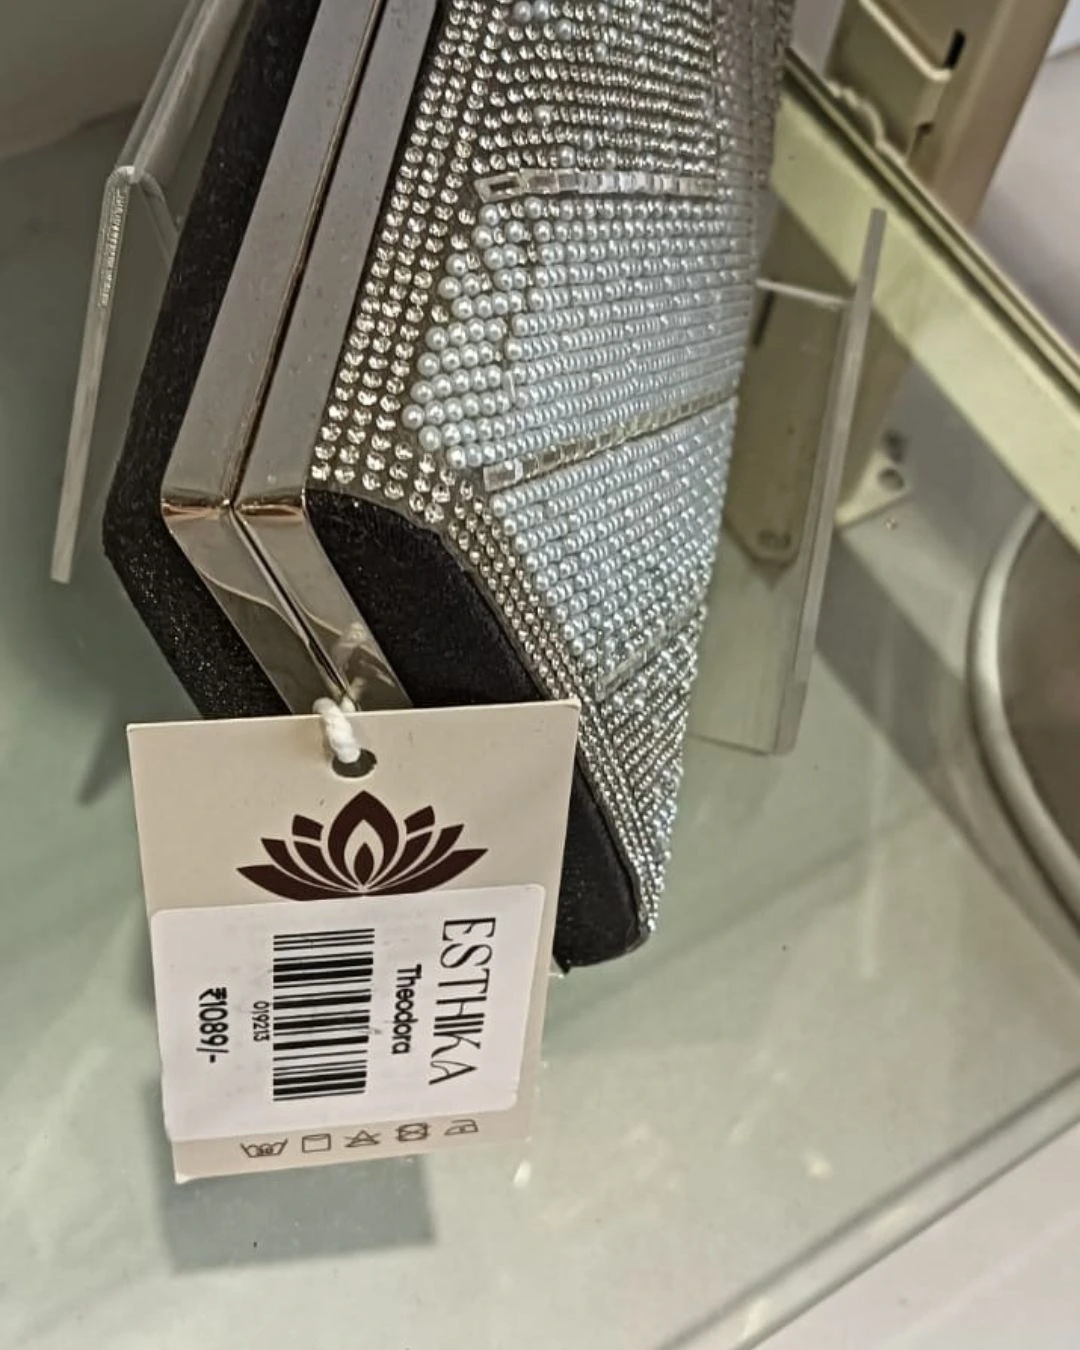 ESTHIKA
Theodora
019213
₹1089/-